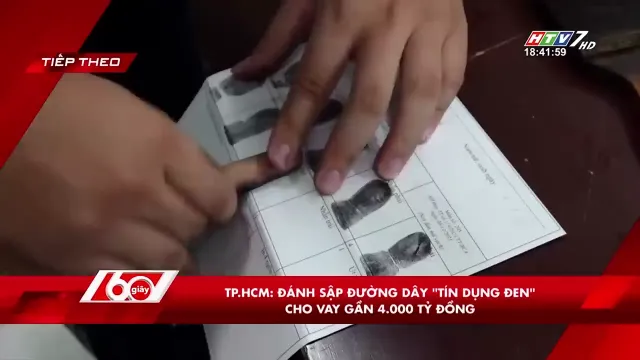 TIẾP THEO
HTV7 HD
18:41:59
60 giây
TP.HCM: ĐÁNH SẬP ĐƯỜNG DÂY "TÍN DỤNG ĐEN"
CHO VAY GẦN 4.000 TỶ ĐỒNG